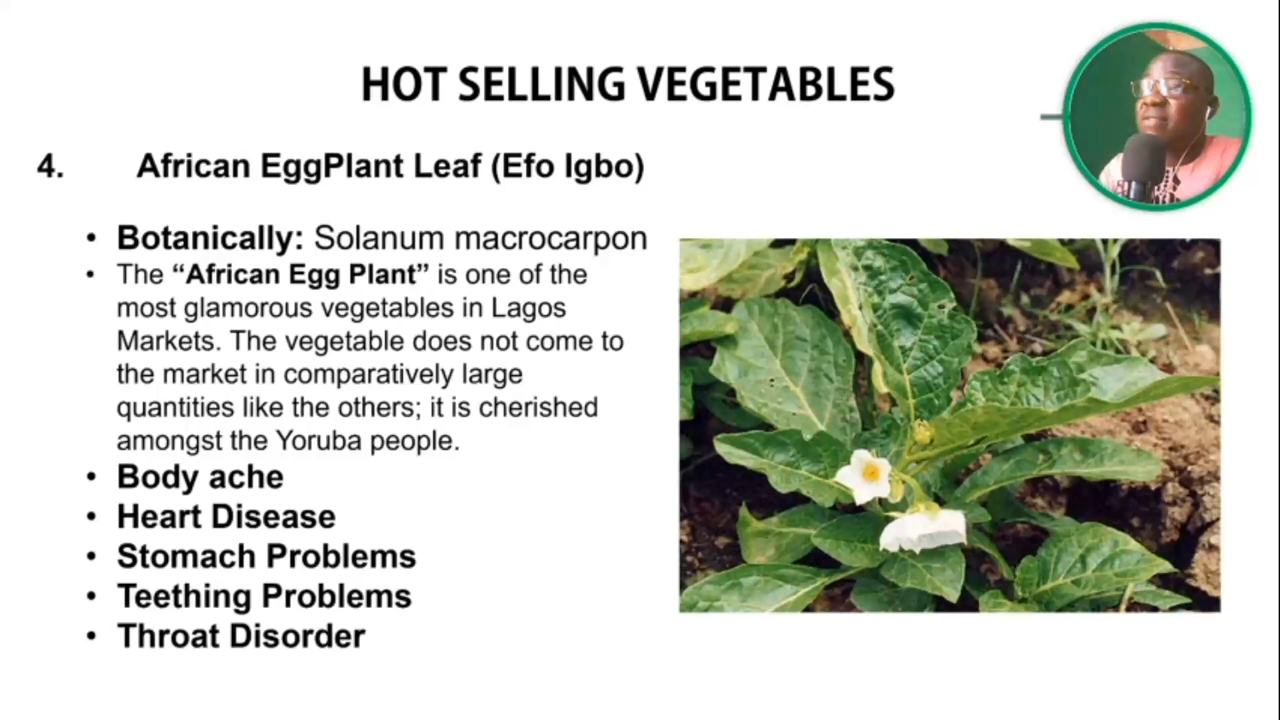 HOT SELLING VEGETABLES
4. African EggPlant Leaf (Efo Igbo)
• Botanically: Solanum macrocarpon
• The “African Egg Plant” is one of the
most glamorous vegetables in Lagos
Markets. The vegetable does not come to
the market in comparatively large
quantities like the others; it is cherished
amongst the Yoruba people.
• Body ache
• Heart Disease
• Stomach Problems
• Teething Problems
• Throat Disorder